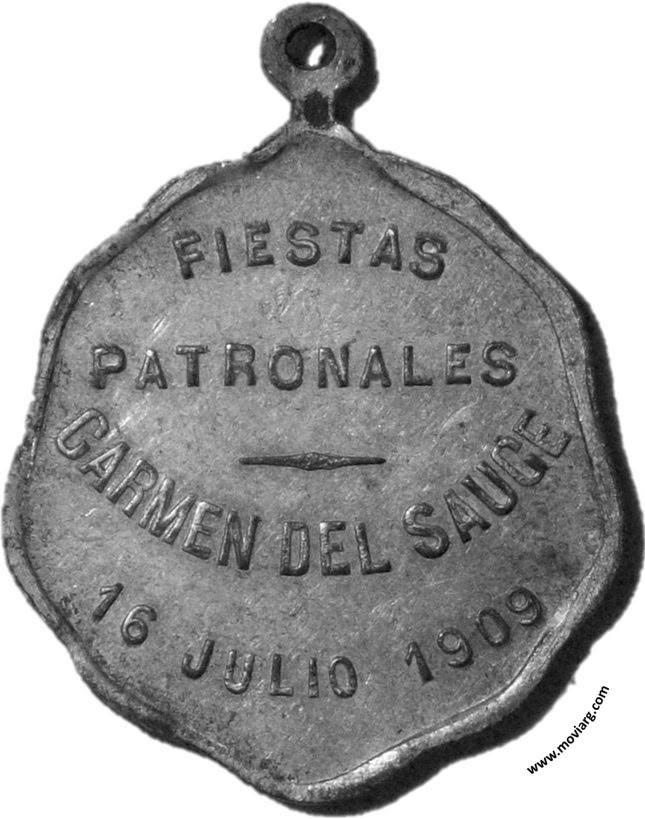 FIESTAS
PATRONALES
CARMEN DEL SAUCE
16 JULIO 1909
www.moviarg.com